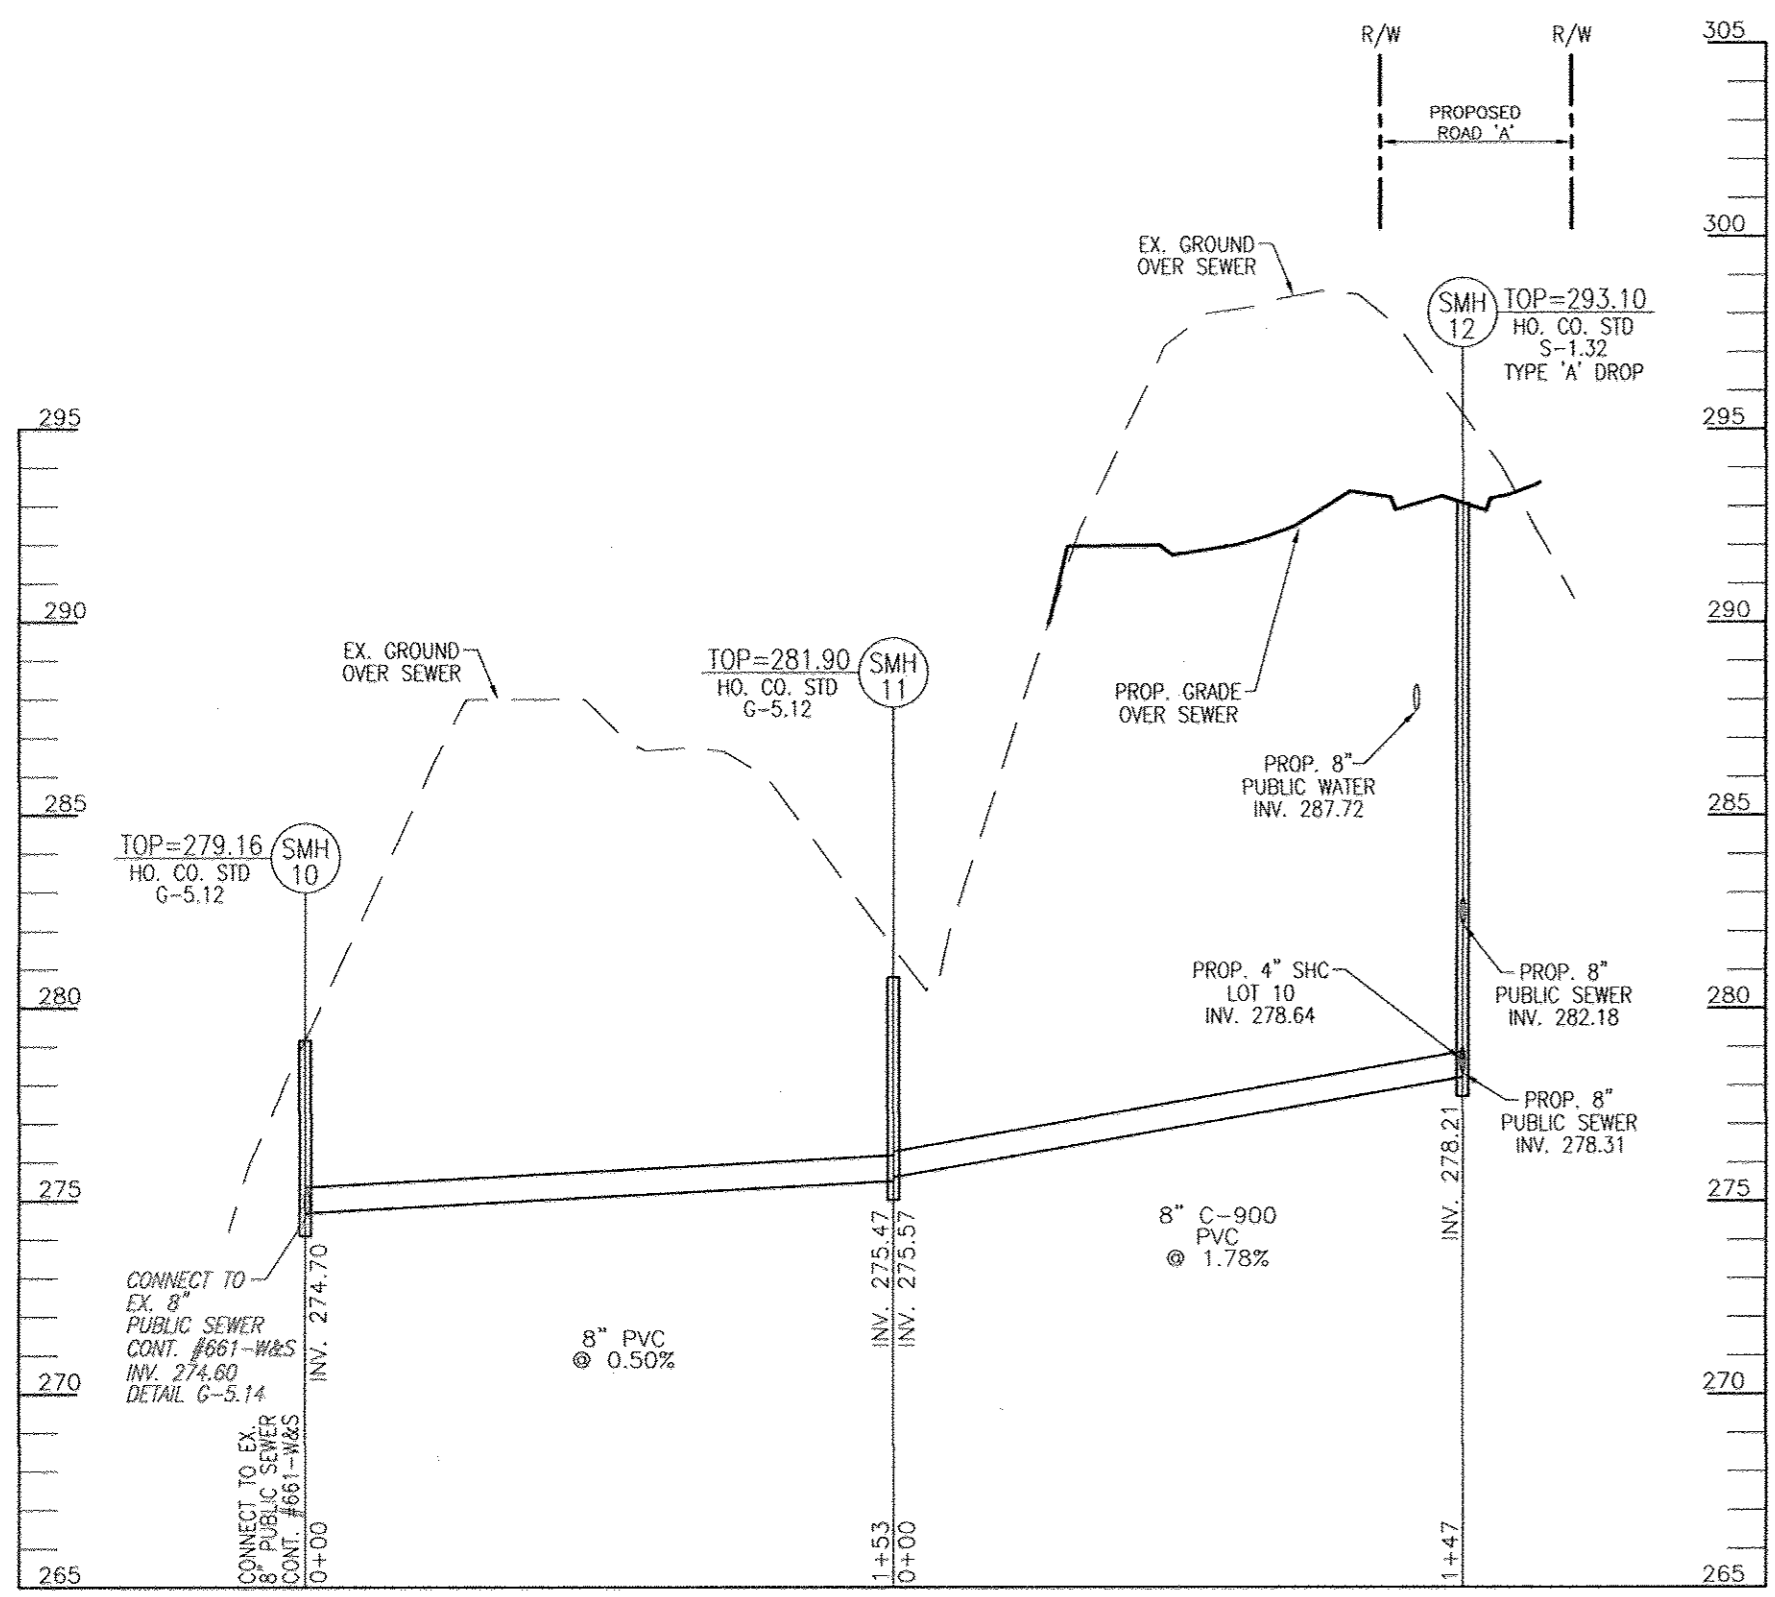 R/W
R/W
305
PROPOSED
ROAD 'A'
300
EX. GROUND
OVER SEWER
SMH
12
TOP=293.10
HO. CO. STD
S-1.32
TYPE 'A' DROP
295
295
290
290
EX. GROUND
OVER SEWER
TOP=281.90
HO. CO. STD
G-5.12
SMH
11
PROP. GRADE
OVER SEWER
PROP. 8"
PUBLIC WATER
INV. 287.72
285
285
TOP=279.16
HO. CO. STD
G-5.12
SMH
10
PROP. 4" SHC
LOT 10
INV. 278.64
PROP. 8"
PUBLIC SEWER
INV. 282.18
280
280
PROP. 8"
PUBLIC SEWER
INV. 278.31
275
275
INV. 274.70
INV. 275.47
INV. 275.57
INV. 278.21
8" C-900
PVC
@ 1.78%
CONNECT TO
EX. 8"
PUBLIC SEWER
CONT. #661-W&S
INV. 274.60
DETAIL G-5.14
8" PVC
@ 0.50%
270
270
CONNECT TO EX.
8" PUBLIC SEWER
CONT. #661-W&S
0+00
1+53
0+00
1+47
265
265